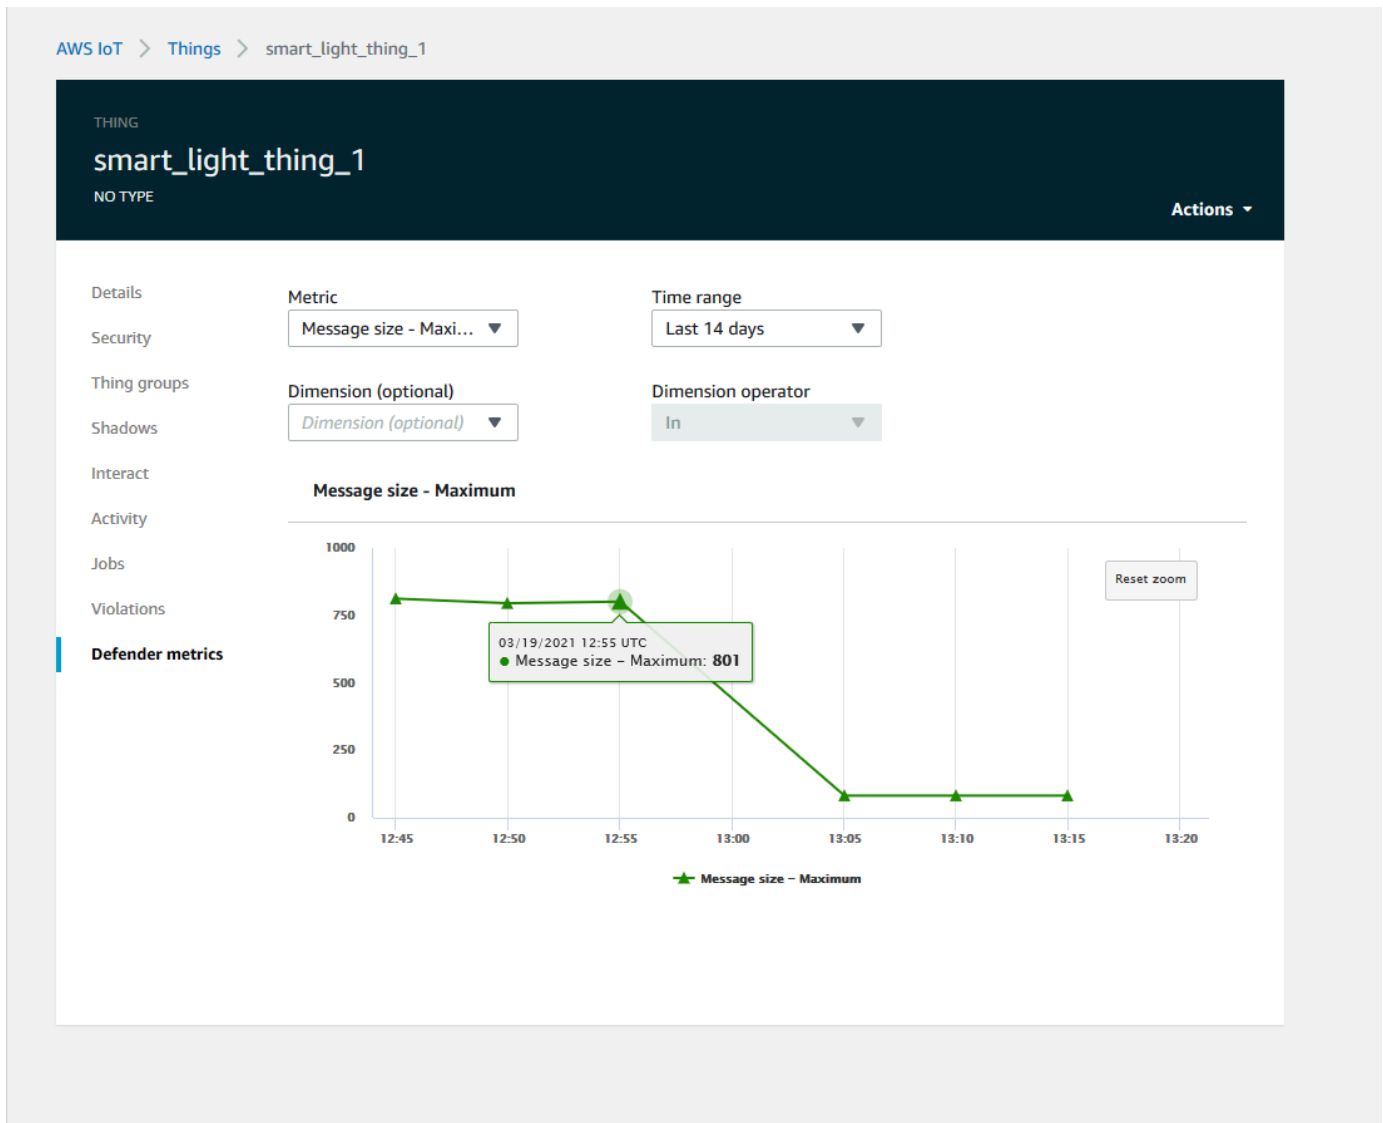 AWS IoT > Things > smart_light_thing_1
THING
smart_light_thing_1
NO TYPE
Actions
Details
Security
Thing groups
Shadows
Interact
Activity
Jobs
Violations
Defender metrics
Metric
Time range
Message size - Maxi...
Last 14 days
Dimension (optional)
Dimension operator
Dimension (optional)
In
Message size - Maximum
Reset zoom
1000
750
500
250
0
03/19/2021 12:55 UTC
Message size – Maximum: 801
12:45 12:50 12:55 13:00 13:05 13:10 13:15 13:20
Message size – Maximum